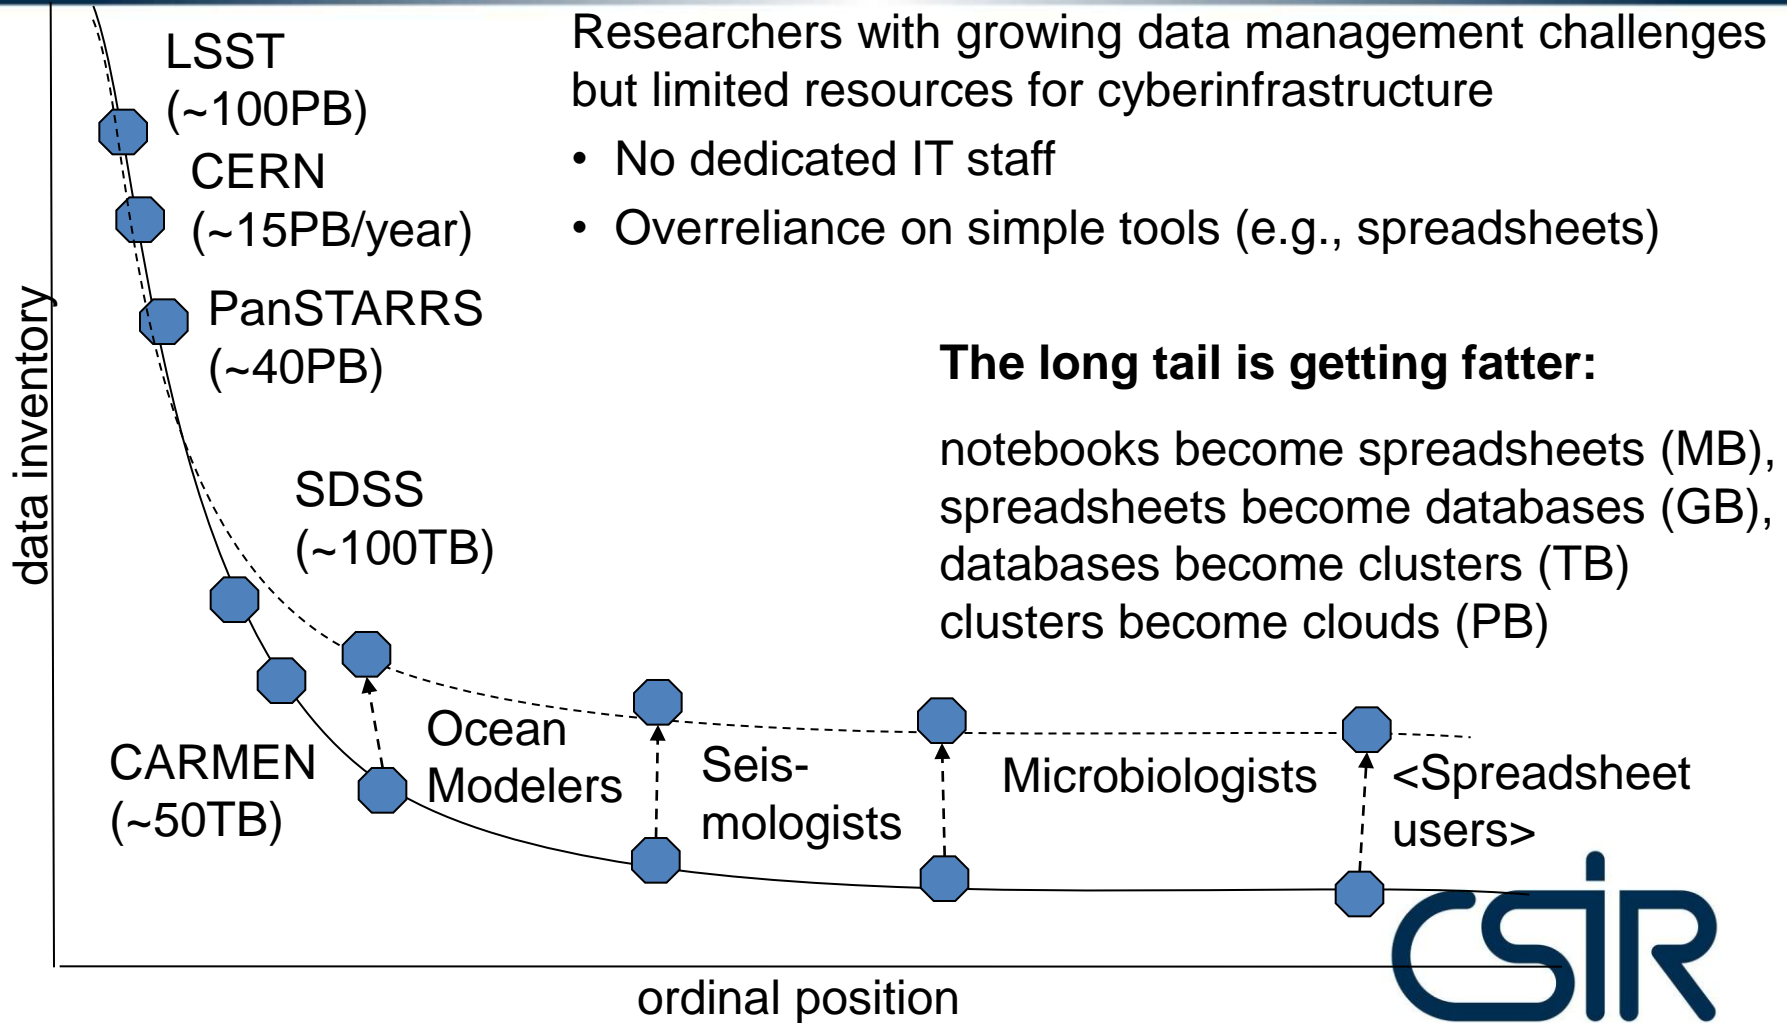 LSST
(~100PB)
CERN
(~15PB/year)
PanSTARRS
(~40PB)
SDSS
(~100TB)
CARMEN
(~50TB)
Ocean
Modelers
Seis-
mologists
Microbiologists
<Spreadsheet
users>
data inventory
ordinal position
Researchers with growing data management challenges
but limited resources for cyberinfrastructure
• No dedicated IT staff
• Overreliance on simple tools (e.g., spreadsheets)
The long tail is getting fatter:
notebooks become spreadsheets (MB),
spreadsheets become databases (GB),
databases become clusters (TB)
clusters become clouds (PB)
CSIR